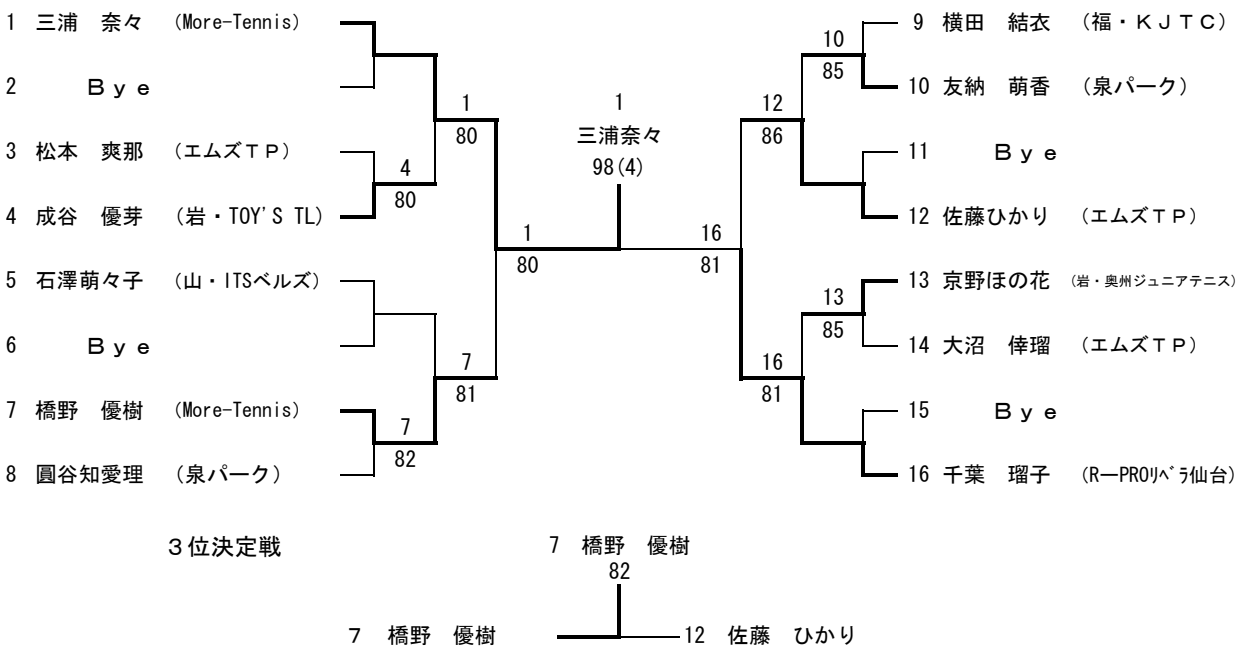 1 三浦　奈々 (More-Tennis)
2 Ｂｙｅ
3 松本　爽那 (エムズＴＰ)
4 成谷　優芽 (岩・TOY'S TL)
5 石澤萌々子 (山・ITSベルズ)
6 Ｂｙｅ
7 橋野　優樹 (More-Tennis)
8 圓谷知愛理 (泉パーク)
4
80
7
82
1
80
7
81
1
80
1
三浦奈々
98(4)
16
81
12
86
16
81
10
85
13
85
9 横田　結衣 (福・ＫＪＴＣ)
10 友納　萌香 (泉パーク)
11 Ｂｙｅ
12 佐藤ひかり (エムズＴＰ)
13 京野ほの花 (岩・奥州ジュニアテニス)
14 大沼　倖瑠 (エムズＴＰ)
15 Ｂｙｅ
16 千葉　瑠子 (RーPROﾘﾍﾞﾗ仙台)
３位決定戦
7 橋野　優樹
82
7 橋野　優樹
12 佐藤　ひかり